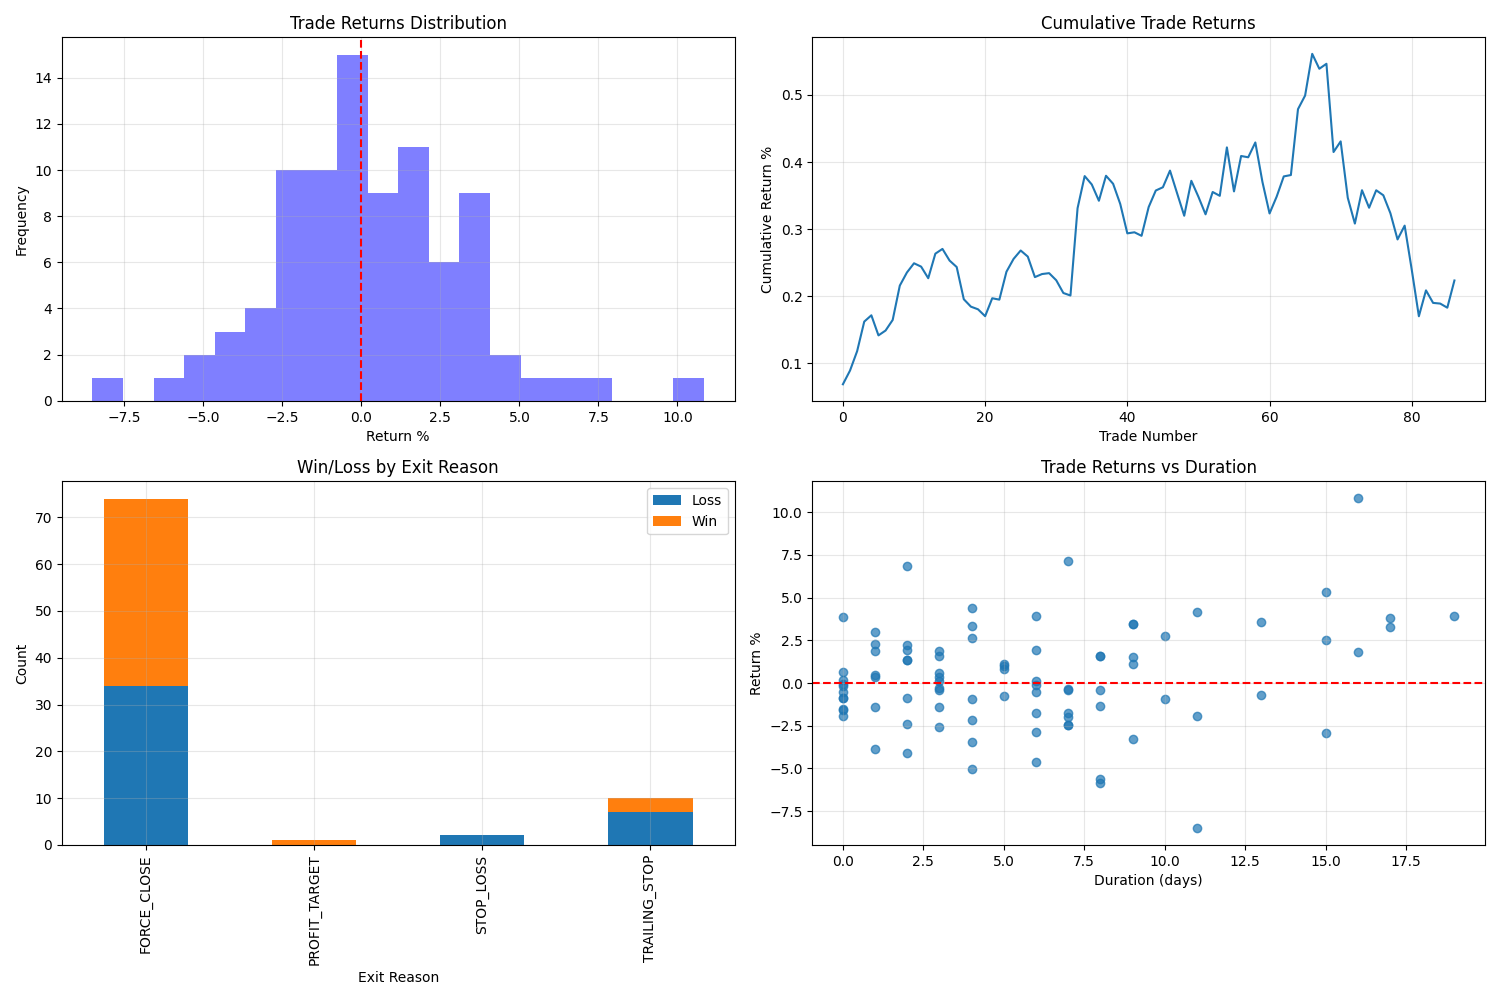 Trade Returns Distribution
Frequency
14
12
10
8
6
4
2
0
−7.5 −5.0 −2.5 0.0 2.5 5.0 7.5 10.0
Return %
Cumulative Trade Returns
Cumulative Return %
0.5
0.4
0.3
0.2
0.1
0 20 40 60 80
Trade Number
Win/Loss by Exit Reason
Loss
Win
Count
70
60
50
40
30
20
10
0
FORCE_CLOSE
PROFIT_TARGET
STOP_LOSS
TRAILING_STOP
Exit Reason
Trade Returns vs Duration
Return %
10.0
7.5
5.0
2.5
0.0
−2.5
−5.0
−7.5
0.0 2.5 5.0 7.5 10.0 12.5 15.0 17.5
Duration (days)